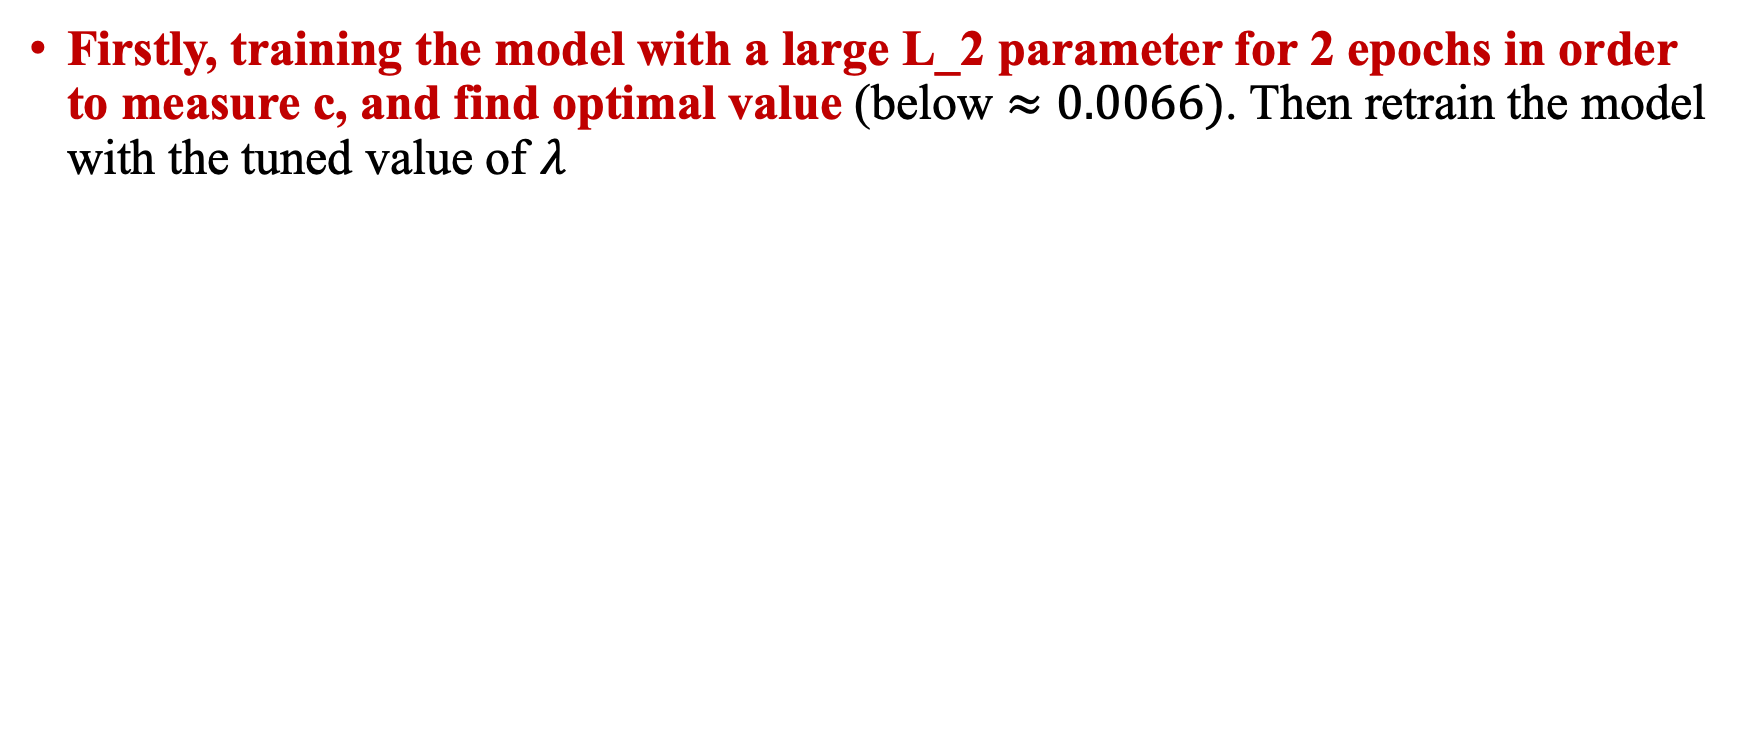 • Firstly, training the model with a large L_2 parameter for 2 epochs in order
to measure c, and find optimal value (below ≈ 0.0066). Then retrain the model
with the tuned value of λ